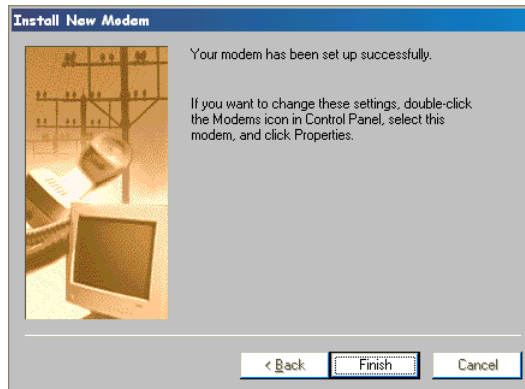 Install New Modem
Your modem has been set up successfully.
If you want to change these settings, double-click
the Modems icon in Control Panel, select this
modem, and click Properties.
< Back
Finish
Cancel